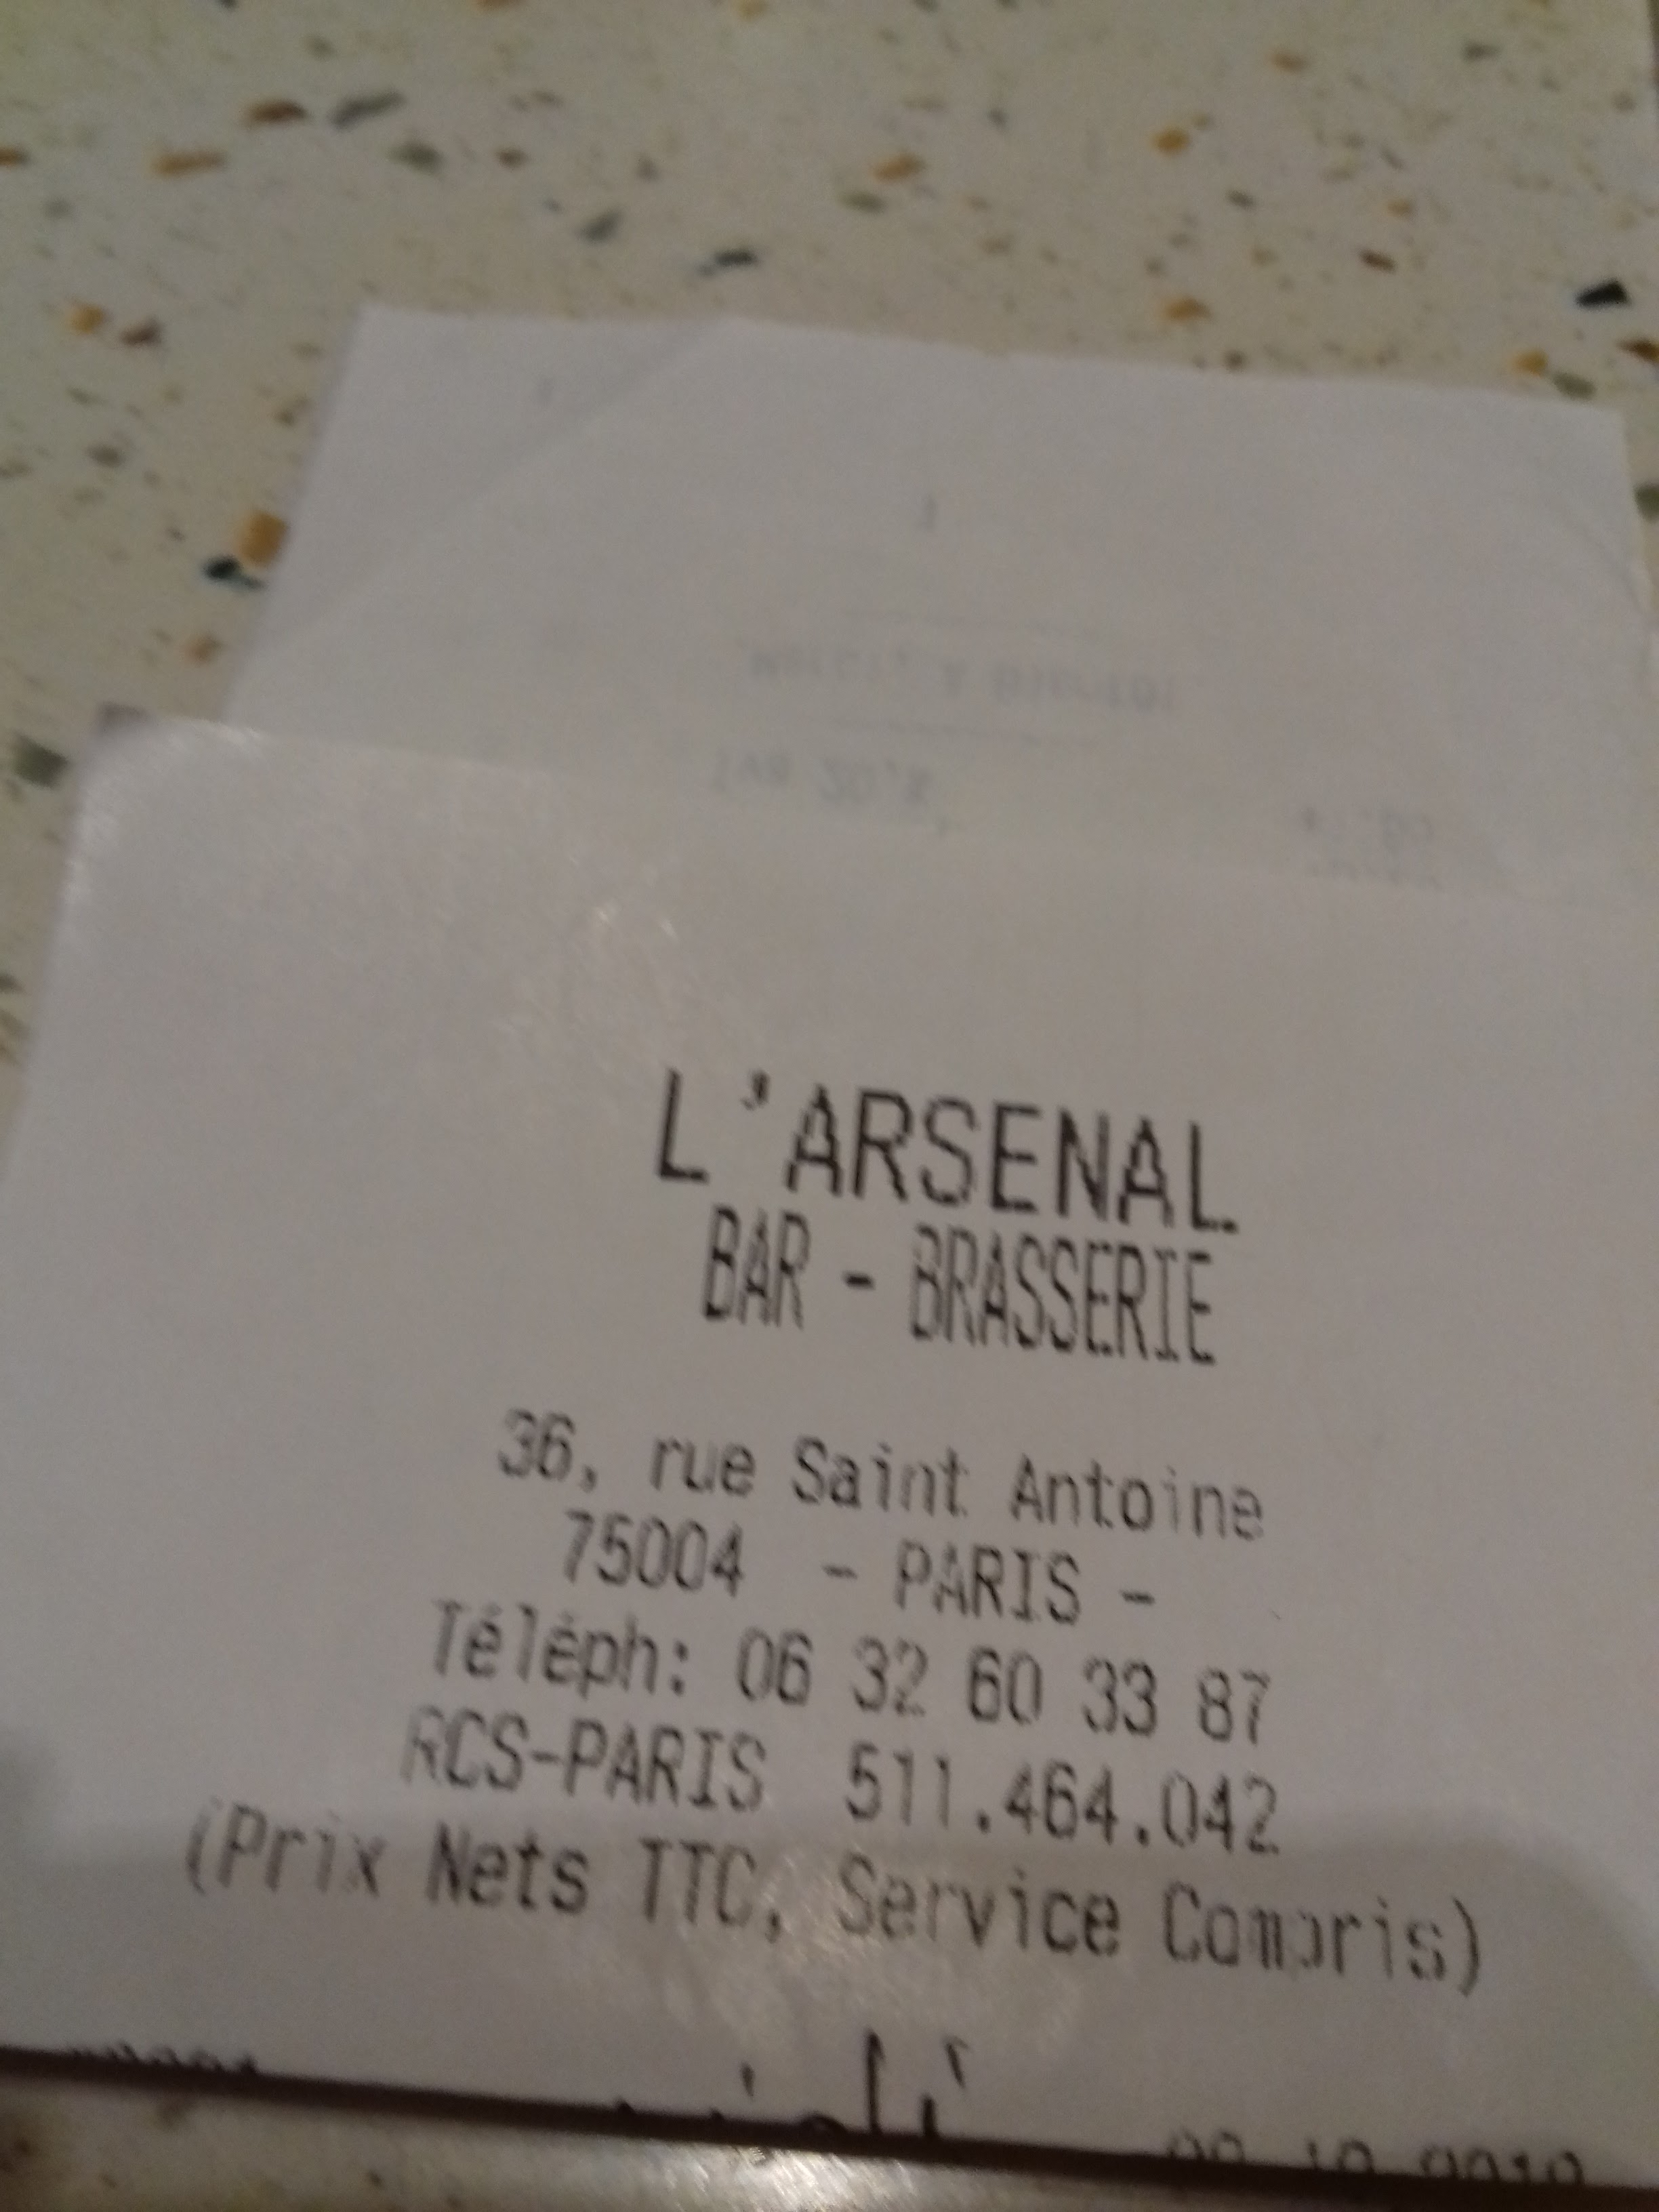 L'ARSENAL
BAR - BRASSERIE
36, rue Saint Antoine
75004 - PARIS -
Téléph: 06 32 60 33 87
RCS-PARIS 511.464.042
(Prix Nets TTC, Service Compris)